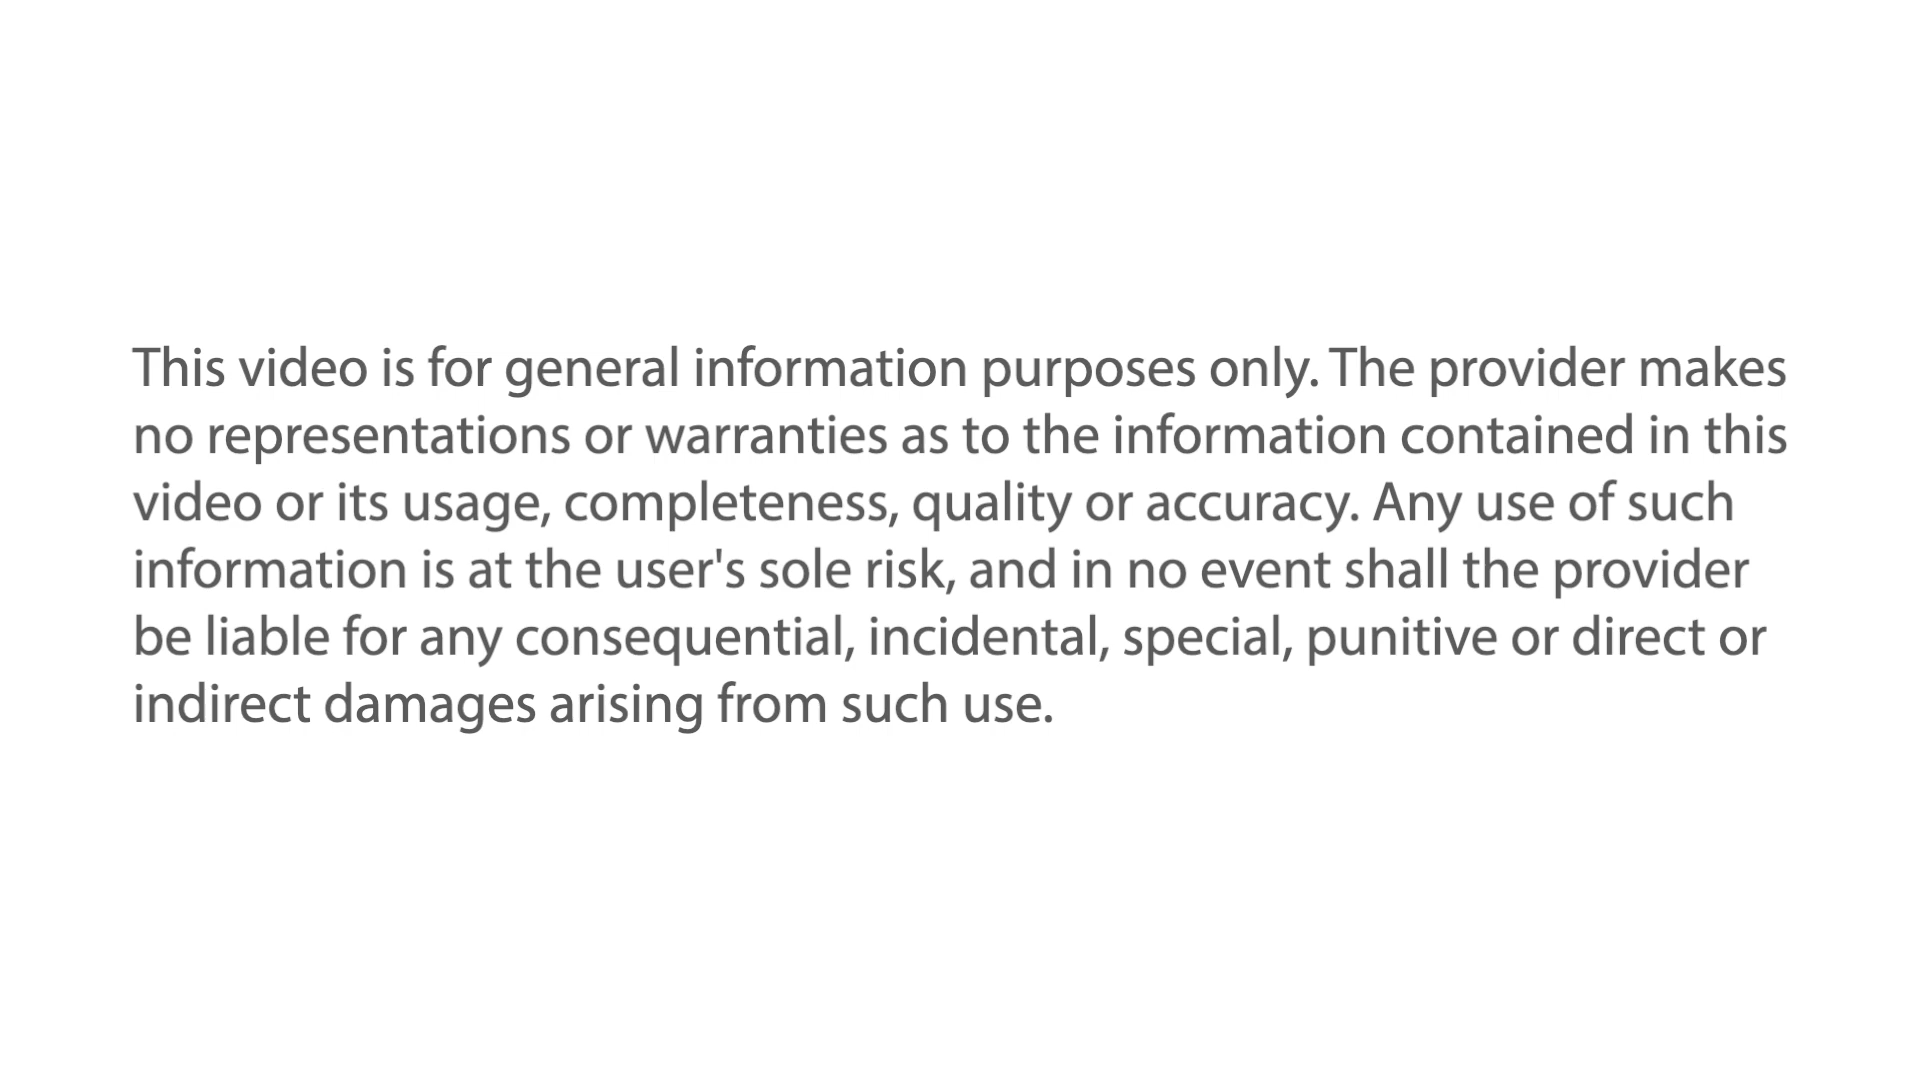 This video is for general information purposes only. The provider makes
no representations or warranties as to the information contained in this
video or its usage, completeness, quality or accuracy. Any use of such
information is at the user's sole risk, and in no event shall the provider
be liable for any consequential, incidental, special, punitive or direct or
indirect damages arising from such use.